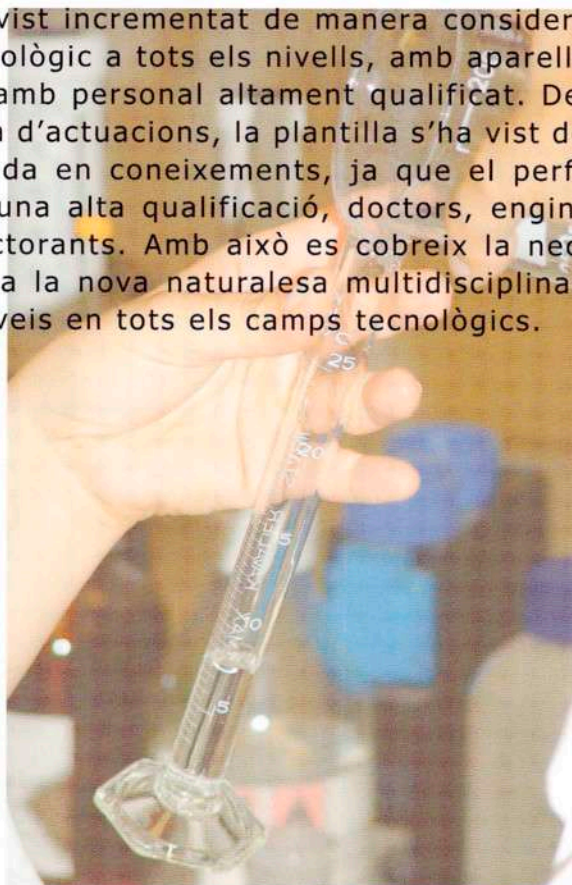 vist incrementat de manera consider
ològic a tots els nivells, amb aparell
amb personal altament qualificat. De
d’actuacions, la plantilla s’ha vist d
da en coneixements, ja que el perf
una alta qualificació, doctors, engin
ctorants. Amb això es cobreix la nec
a la nova naturalesa multidisciplina
veis en tots els camps tecnològics.
20
25
20
5
10
5